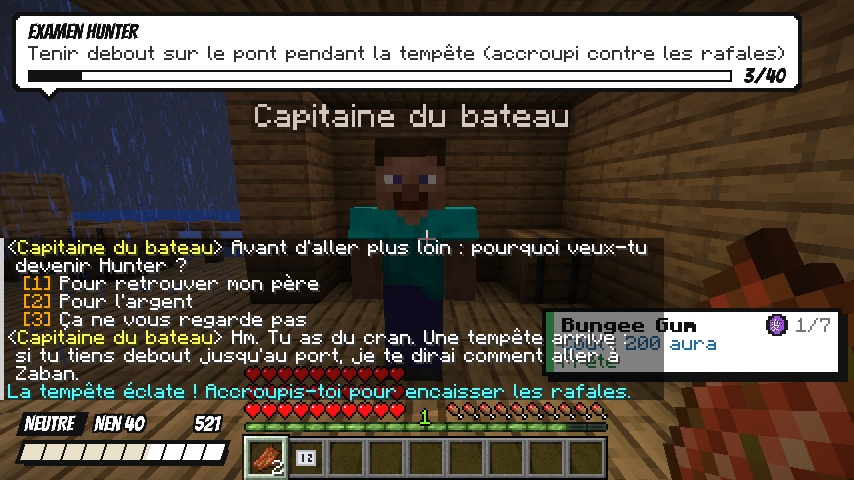 EXAMEN HUNTER
Tenir debout sur le pont pendant la tempête (accroupi contre les rafales)
3/40
Capitaine du bateau
<Capitaine du bateau> Avant d'aller plus loin : pourquoi veux-tu
devenir Hunter ?
[1] Pour retrouver mon père
[2] Pour l'argent
[3] Ça ne vous regarde pas
<Capitaine du bateau> Hm. Tu as du cran. Une tempête arrive :
si tu tiens debout jusqu'au port, je te dirai comment aller à
Zaban.
La tempête éclate ! Accroupis-toi pour encaisser les rafales.
Bungee Gum 1/7
200 aura
NEUTRE NEN 40 521
1
2
12